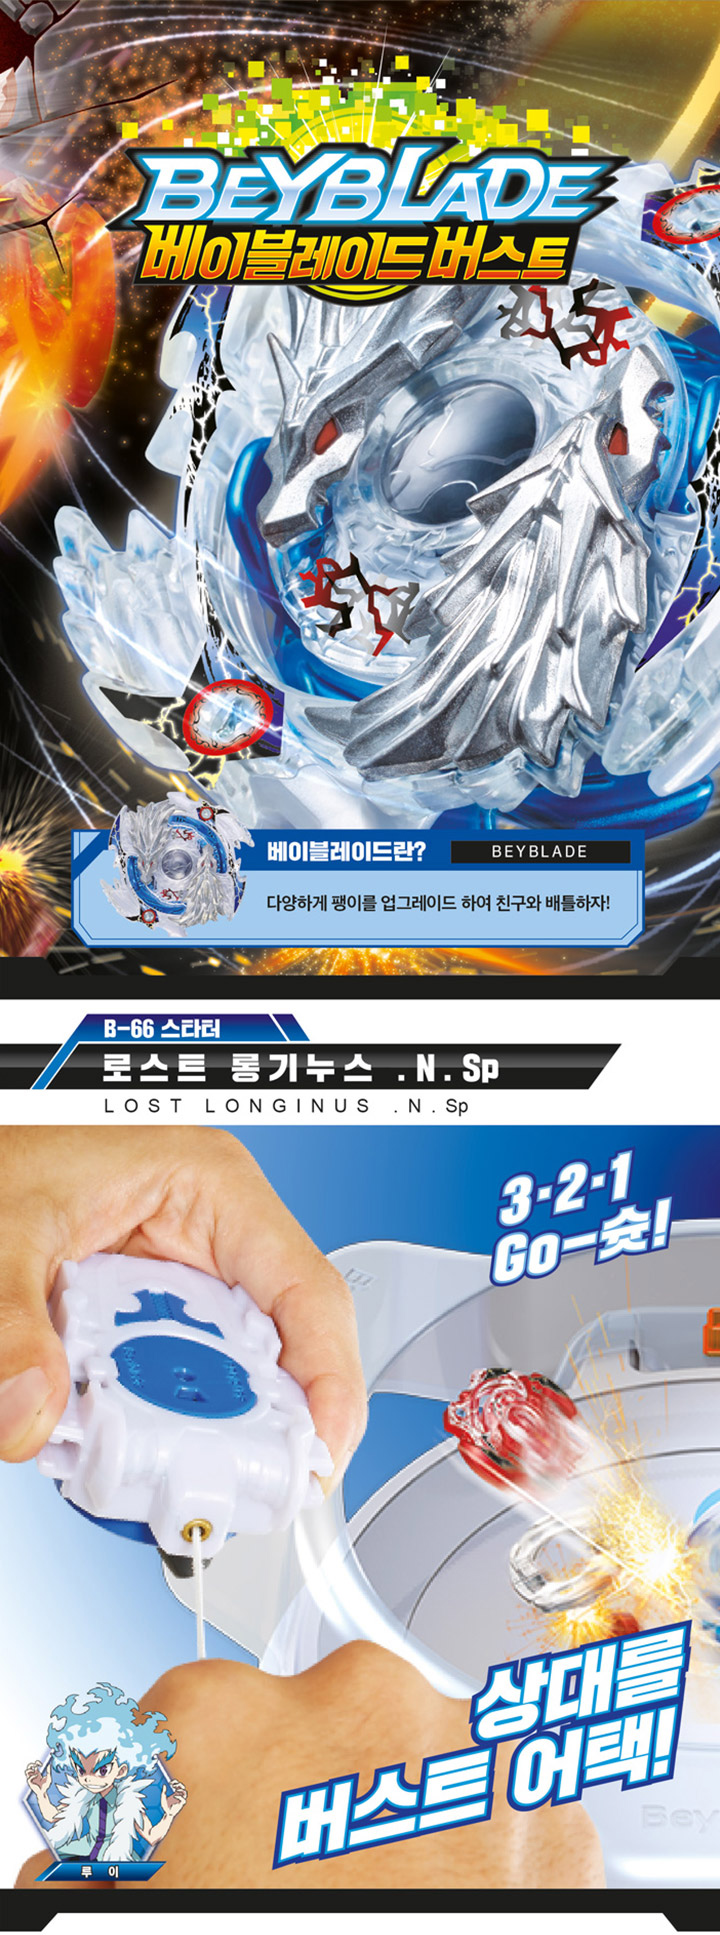 BEYBLADE
베이블레이드버스트
베이블레이드란?
BEYBLADE
다양하게 팽이를 업그레이드 하여 친구와 배틀하자!
B-66 스타터
로스트 롱기누스 .N.Sp
LOST LONGINUS .N.Sp
3·2·1
Go-슛!
상대를
버스트 어택!
Bey
루이